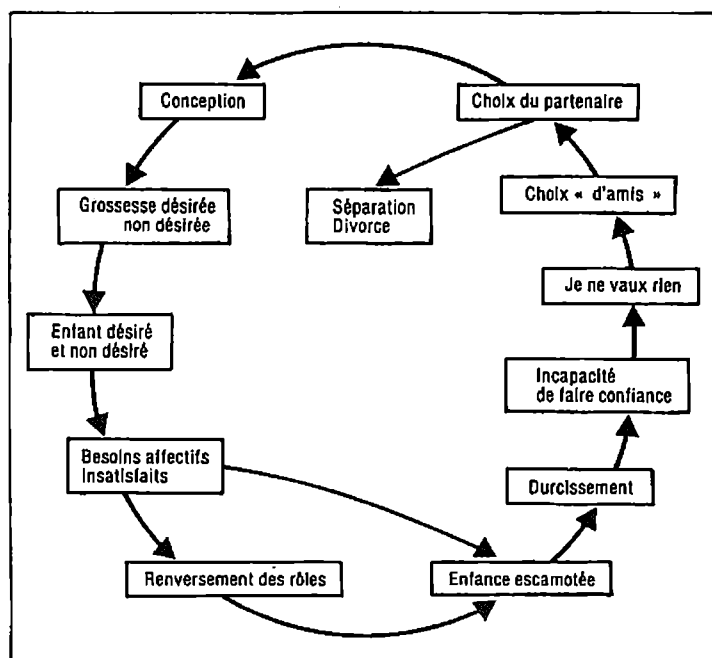 Conception
Choix du partenaire
Grossesse désirée
non désirée
Séparation
Divorce
Choix « d'amis »
Je ne vaux rien
Enfant désiré
et non désiré
Incapacité
de faire confiance
Besoins affectifs
Insatisfaits
Durcissement
Renversement des rôles
Enfance escamotée